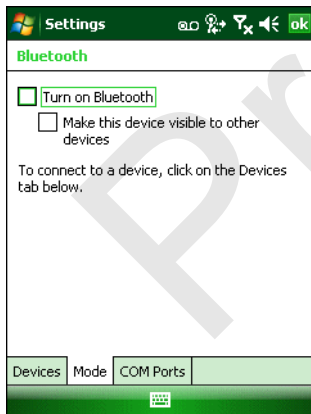 Settings ok
Bluetooth
Turn on Bluetooth
Make this device visible to other
devices
To connect to a device, click on the Devices
tab below.
Devices Mode COM Ports